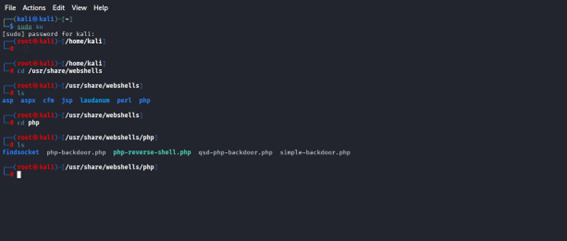 File Actions Edit View Help
┌──(kali㉿kali)-[~]
└─$ sudo su
[sudo] password for kali:
┌──(root㉿kali)-[/home/kali]
└─#
┌──(root㉿kali)-[/home/kali]
└─# cd /usr/share/webshells
┌──(root㉿kali)-[/usr/share/webshells]
└─# ls
asp aspx cfm jsp laudanum perl php
┌──(root㉿kali)-[/usr/share/webshells]
└─# cd php
┌──(root㉿kali)-[/usr/share/webshells/php]
└─# ls
findsocket php-backdoor.php php-reverse-shell.php qsd-php-backdoor.php simple-backdoor.php
┌──(root㉿kali)-[/usr/share/webshells/php]
└─#